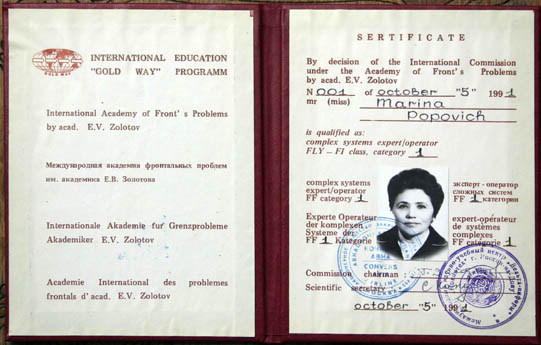 GOLD WAY
INTERNATIONAL EDUCATION
"GOLD WAY" PROGRAMM
International Academy of Front's Problems
by acad. E.V. Zolotov
Международная академия фронтальных проблем
им. академика Е.В. Золотова
Internationale Akademie fur Grenzprobleme
Akademiker E.V. Zolotov
Academie International des problemes
frontals d'acad. E.V. Zolotov
SERTIFICATE
By decision of the International Commission
under the Academy of Front's Problems
by acad. E.V. Zolotov
N 001 of october "5" 1991
mr (miss) Marina
Popovich
is qualified as:
complex systems expert/operator
FLY – FI class, category 1
complex systems
expert/operator
FF category 1
эксперт - оператор
сложных систем
FF 1 категории
Experte Operateur
der komplexen
Systeme der
FF 1 Kategorie
expert-opérateur
de systèmes
complexes
FF categorie 1
Commission chairman
Scientific secretary
october "5" 1991